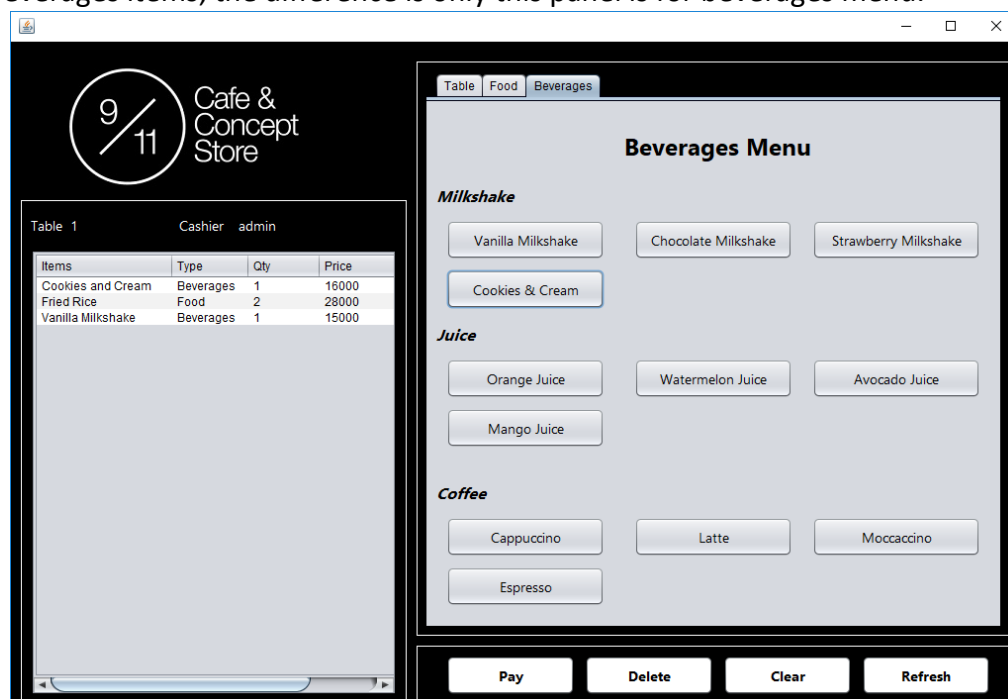 everages items, the difference is only this panel is for beverages menu.
9/11
Cafe &
Concept
Store
Table 1 Cashier admin
Items Type Qty Price
Cookies and Cream Beverages 1 16000
Fried Rice Food 2 28000
Vanilla Milkshake Beverages 1 15000
Table Food Beverages
Beverages Menu
Milkshake
Vanilla Milkshake Chocolate Milkshake Strawberry Milkshake
Cookies & Cream
Juice
Orange Juice Watermelon Juice Avocado Juice
Mango Juice
Coffee
Cappuccino Latte Moccaccino
Espresso
Pay Delete Clear Refresh